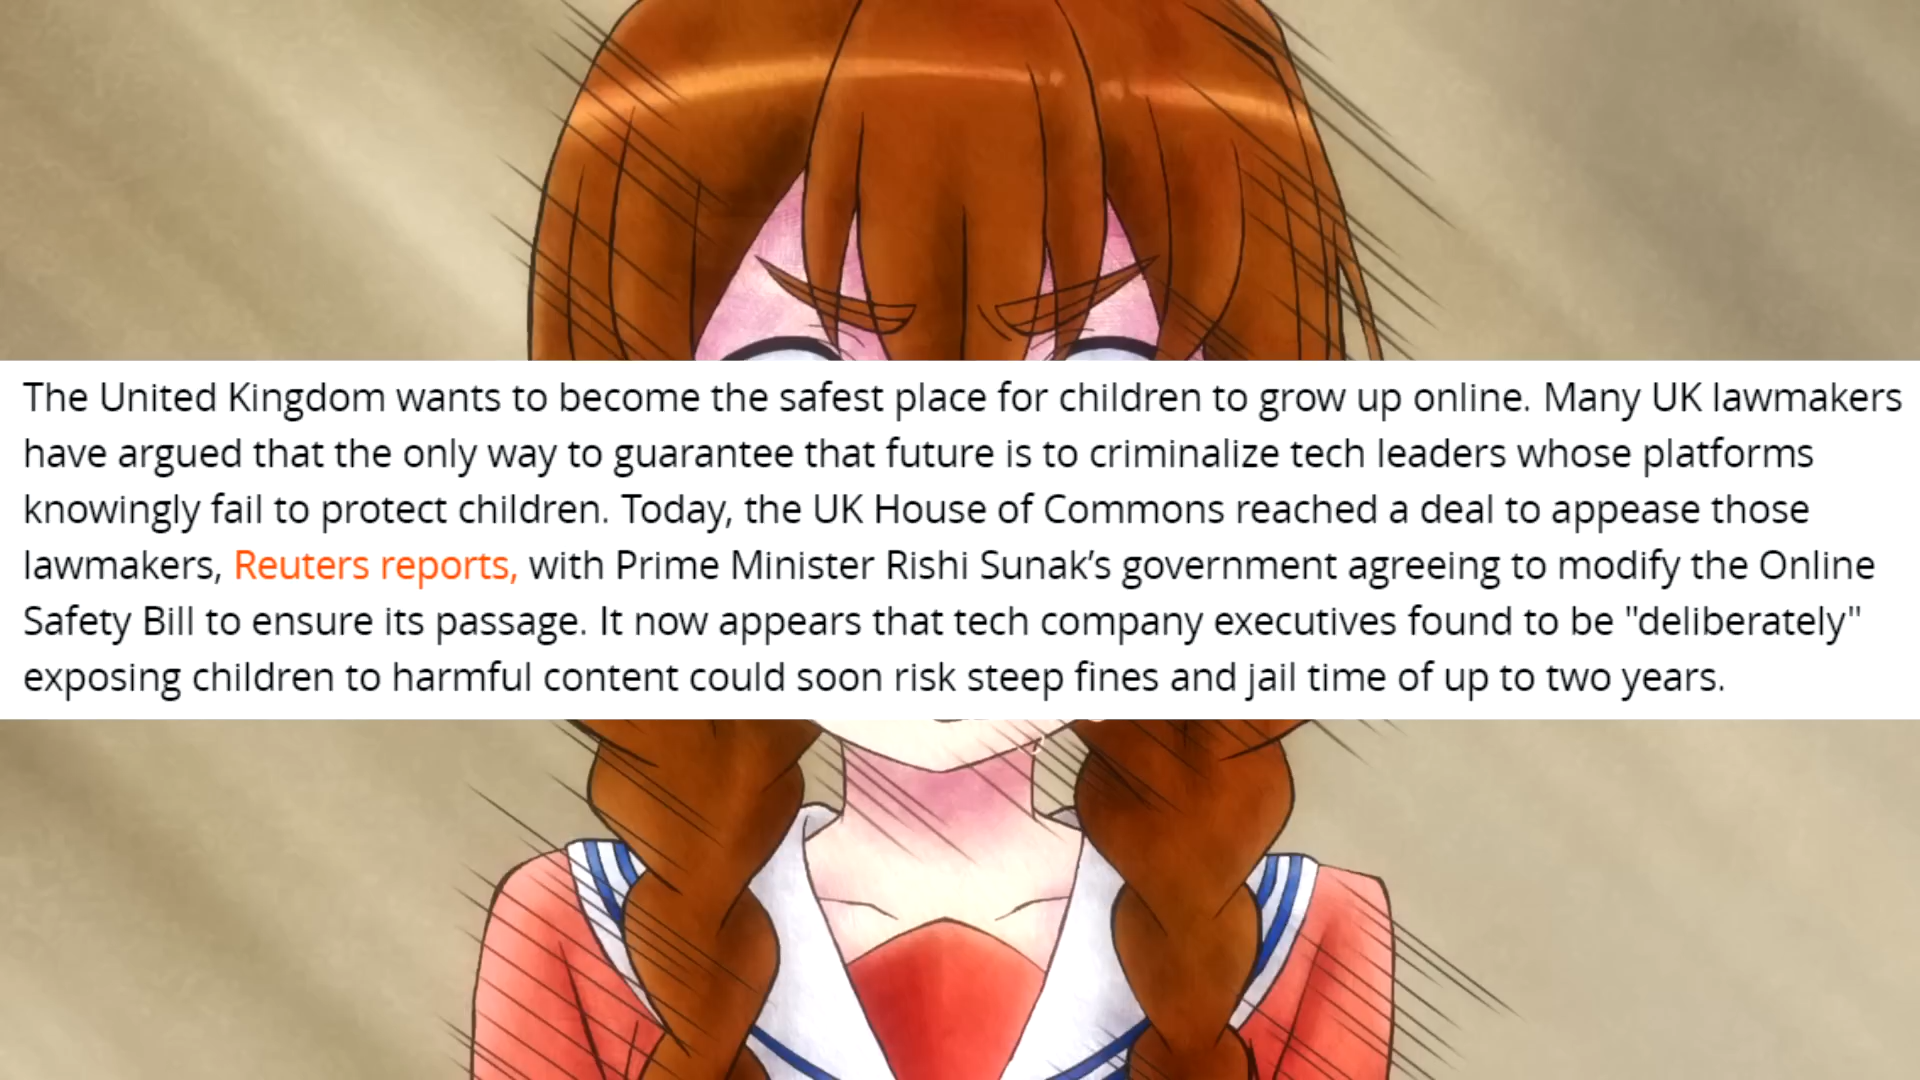 The United Kingdom wants to become the safest place for children to grow up online. Many UK lawmakers
have argued that the only way to guarantee that future is to criminalize tech leaders whose platforms
knowingly fail to protect children. Today, the UK House of Commons reached a deal to appease those
lawmakers, Reuters reports, with Prime Minister Rishi Sunak’s government agreeing to modify the Online
Safety Bill to ensure its passage. It now appears that tech company executives found to be "deliberately"
exposing children to harmful content could soon risk steep fines and jail time of up to two years.